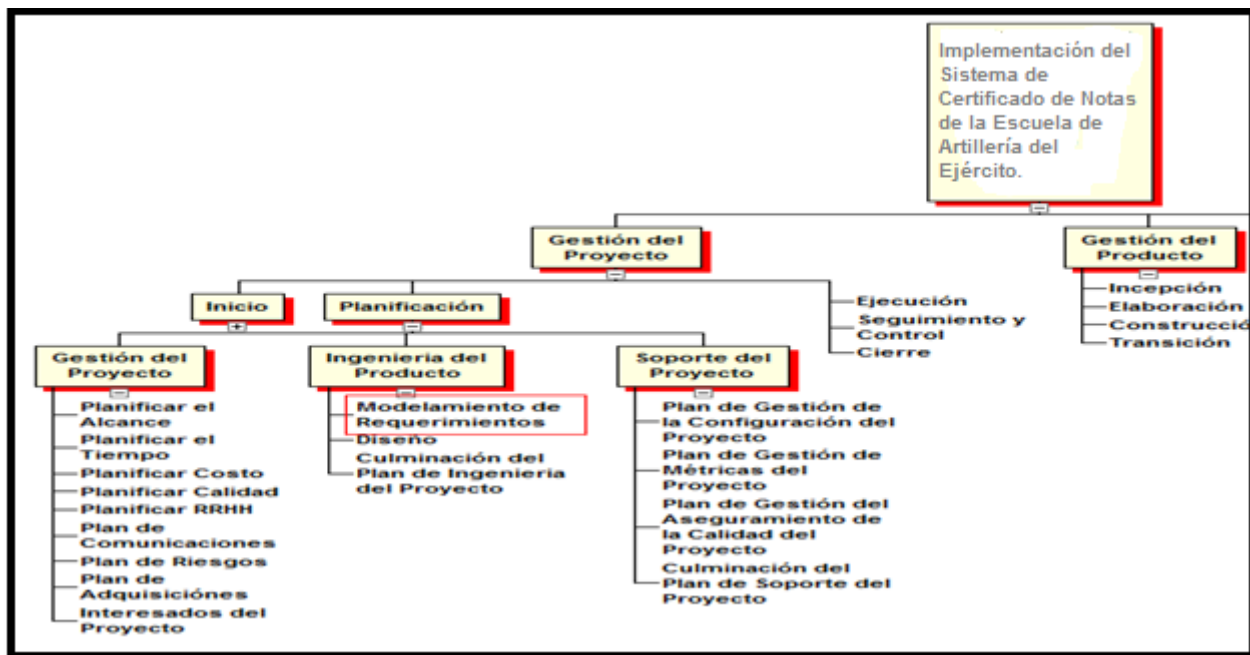 Implementación del
Sistema de
Certificado de Notas
de la Escuela de
Artillería del
Ejército.
Gestión del
Proyecto
Gestión del
Producto
Incepción
Elaboración
Construcció
Transición
Inicio
Planificación
Ejecución
Seguimiento y
Control
Cierre
Gestión del
Proyecto
Planificar el
Alcance
Planificar el
Tiempo
Planificar Costo
Planificar Calidad
Planificar RRHH
Plan de
Comunicaciones
Plan de Riesgos
Plan de
Adquisiciónes
Interesados del
Proyecto
Ingenieria del
Producto
Modelamiento de
Requerimientos
Diseño
Culminación del
Plan de Ingenieria
del Proyecto
Soporte del
Proyecto
Plan de Gestión de
la Configuración del
Proyecto
Plan de Gestión de
Métricas del
Proyecto
Plan de Gestión del
Aseguramiento de
la Calidad del
Proyecto
Culminación del
Plan de Soporte del
Proyecto